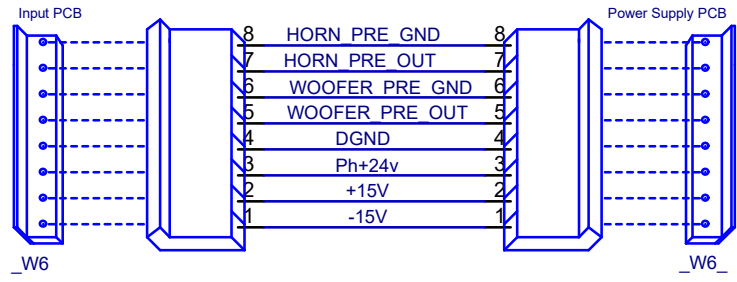 Input PCB Power Supply PCB
8 HORN_PRE_GND 8
7 HORN_PRE_OUT 7
6 WOOFER_PRE_GND 6
5 WOOFER_PRE_OUT 5
4 DGND 4
3 Ph+24v 3
2 +15V 2
1 -15V 1
_W6 _W6_